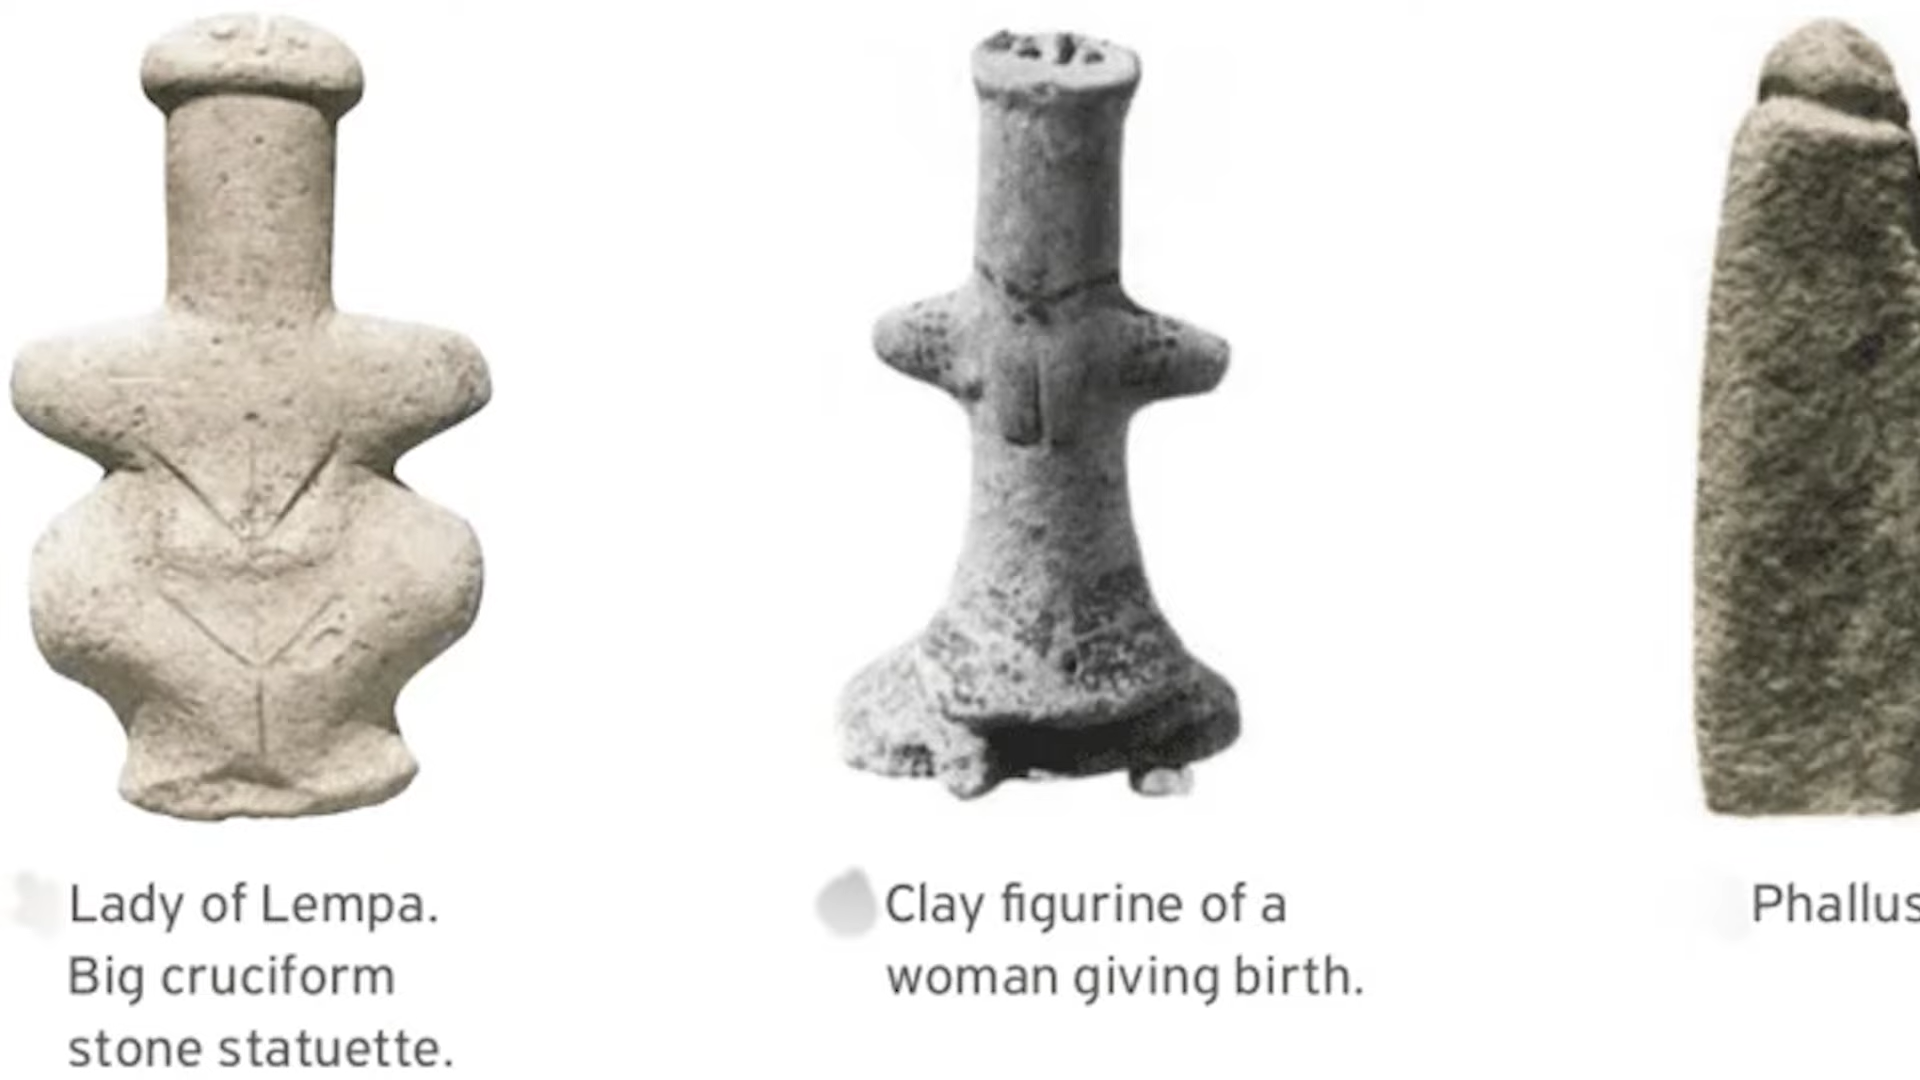 Lady of Lempa.
Big cruciform
stone statuette.
Clay figurine of a
woman giving birth.
Phallus